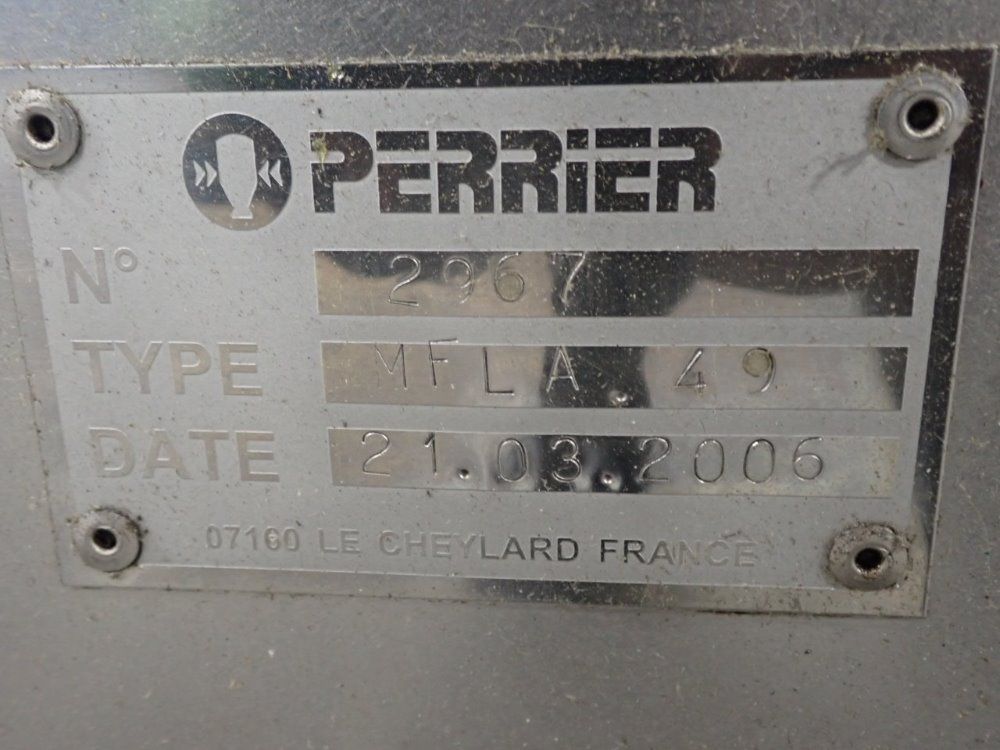 PERRiER
N° 2967
TYPE MFLA.49
DATE 21.03.2006
07160 LE CHEYLARD FRANCE